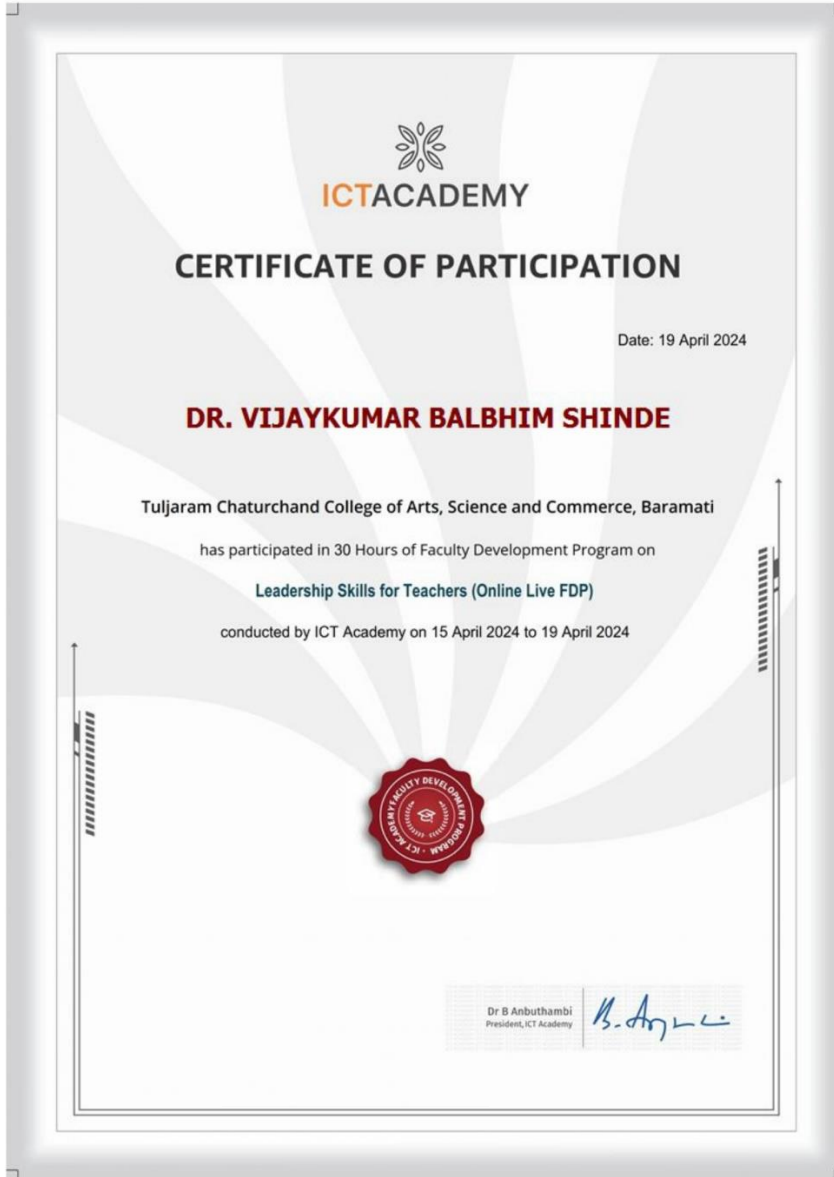 ICTACADEMY
CERTIFICATE OF PARTICIPATION
Date: 19 April 2024
DR. VIJAYKUMAR BALBHIM SHINDE
Tuljaram Chaturchand College of Arts, Science and Commerce, Baramati
has participated in 30 Hours of Faculty Development Program on
Leadership Skills for Teachers (Online Live FDP)
conducted by ICT Academy on 15 April 2024 to 19 April 2024
FACULTY DEVELOPMENT PROGRAM · ICT ACADEMY
Dr B Anbuthambi
President, ICT Academy